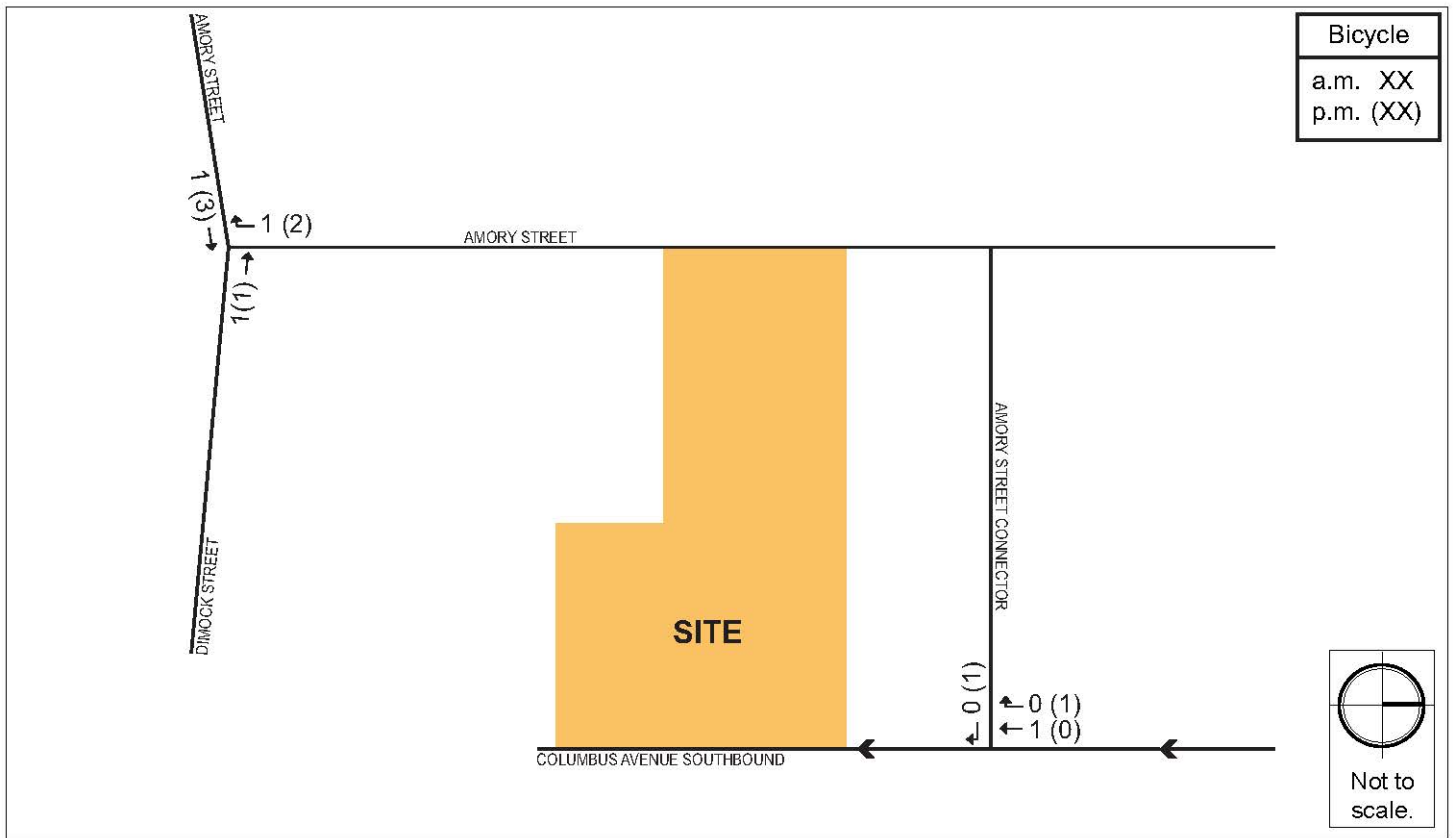 Bicycle
a.m. XX
p.m. (XX)
AMORY STREET
1 (3)
1 (2)
AMORY STREET
1(1)
DIMOCK STREET
AMORY STREET CONNECTOR
SITE
0 (1)
0 (1)
1 (0)
COLUMBUS AVENUE SOUTHBOUND
Not to
scale.